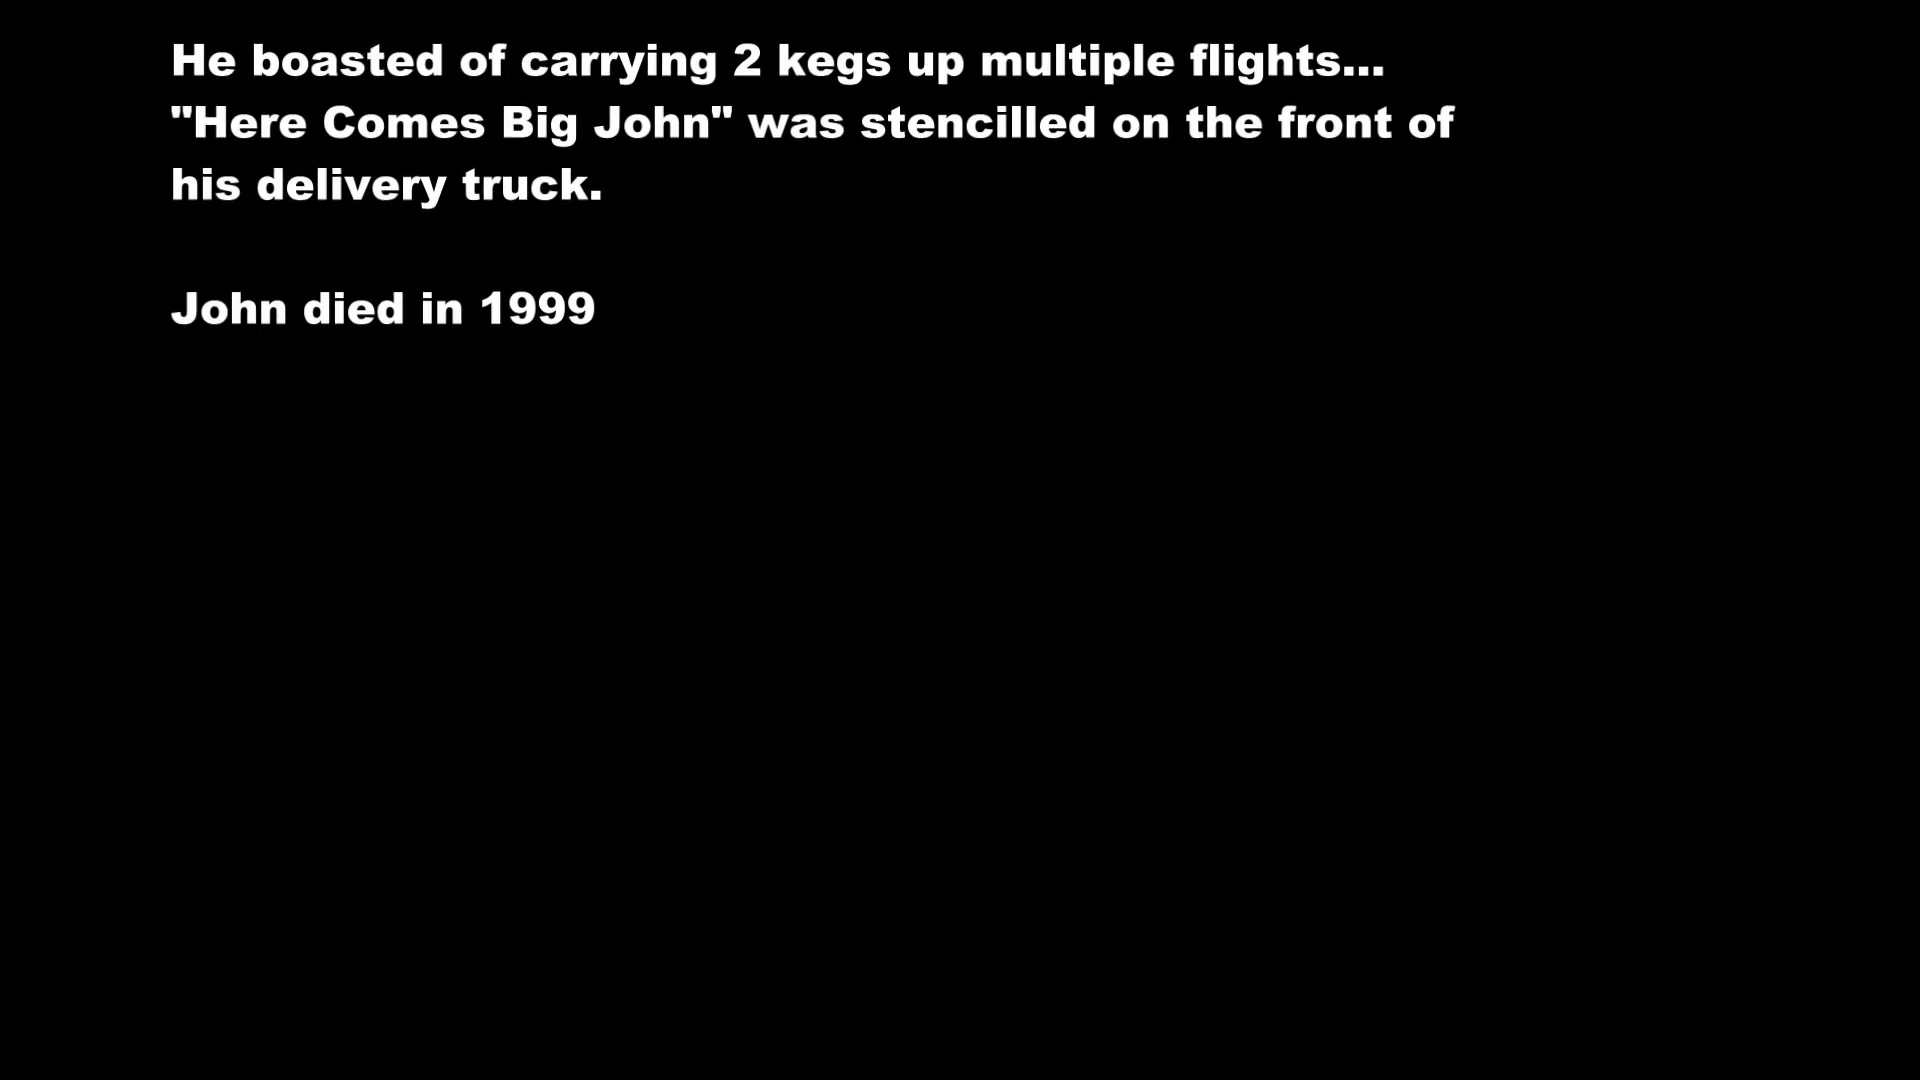 He boasted of carrying 2 kegs up multiple flights...
"Here Comes Big John" was stencilled on the front of
his delivery truck.
John died in 1999